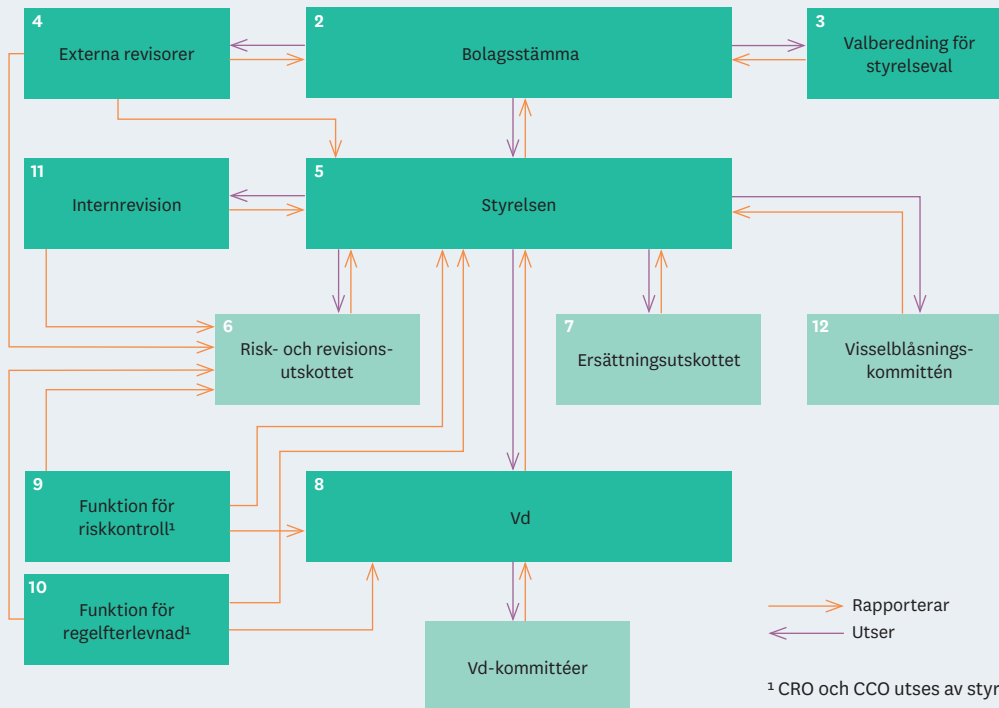 4
Externa revisorer
2
Bolagsstämma
3
Valberedning för
styrelseval
11
Internrevision
5
Styrelsen
6
Risk- och revisions-
utskottet
7
Ersättningsutskottet
12
Visselblåsnings-
kommittén
9
Funktion för
riskkontroll¹
8
Vd
10
Funktion för
regelfterlevnad¹
Vd-kommittéer
Rapporterar
Utser
¹ CRO och CCO utses av